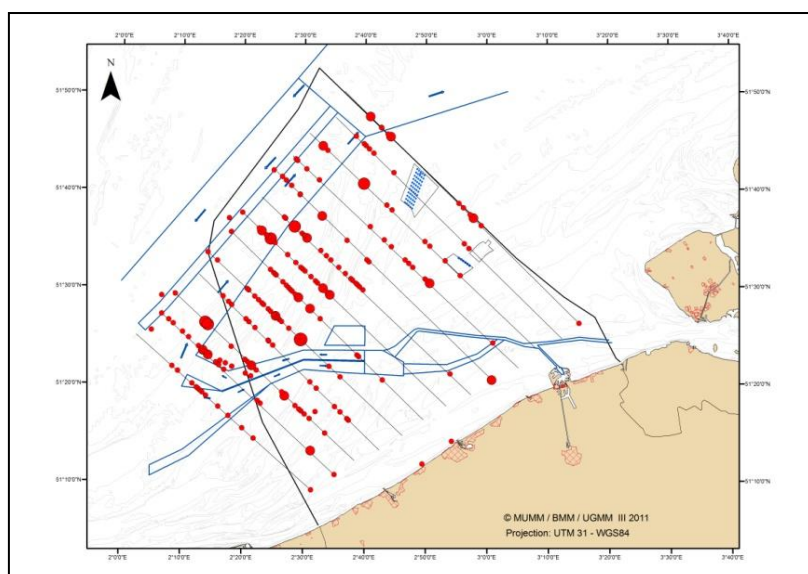 2°0'0"E 2°10'0"E 2°20'0"E 2°30'0"E 2°40'0"E 2°50'0"E 3°0'0"E 3°10'0"E 3°20'0"E 3°30'0"E 3°40'0"E
N
51°50'0"N 51°50'0"N
51°40'0"N 51°40'0"N
51°30'0"N 51°30'0"N
51°20'0"N 51°20'0"N
51°10'0"N 51°10'0"N
© MUMM / BMM / UGMM III 2011
Projection: UTM 31 - WGS84
2°0'0"E 2°10'0"E 2°20'0"E 2°30'0"E 2°40'0"E 2°50'0"E 3°0'0"E 3°10'0"E 3°20'0"E 3°30'0"E 3°40'0"E